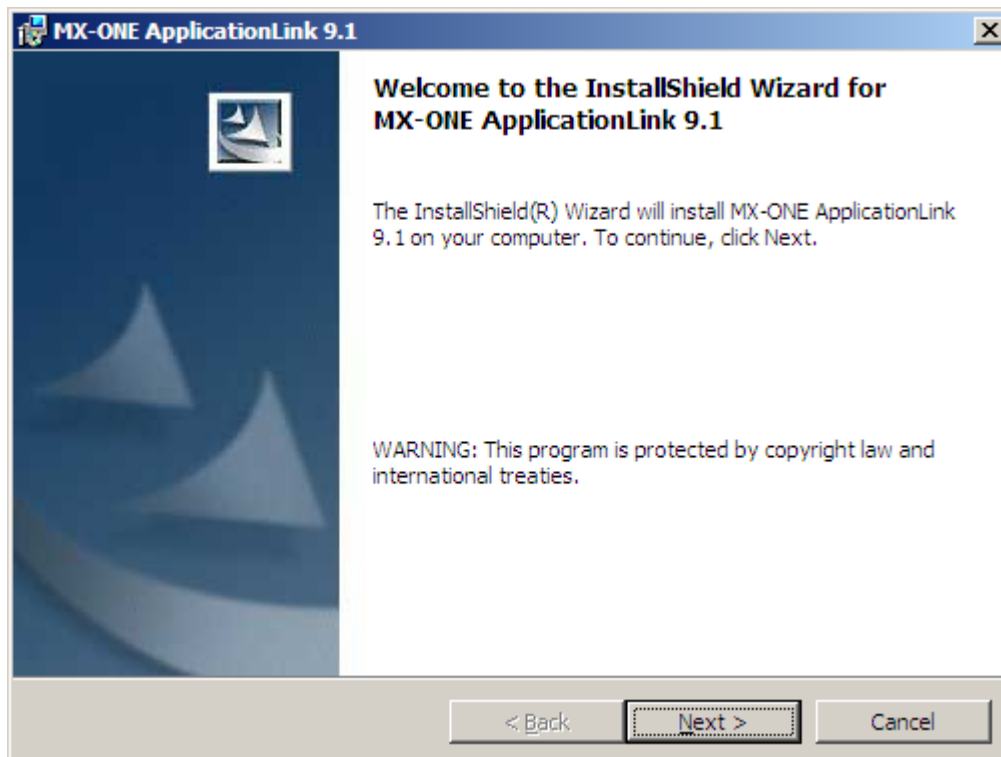 MX-ONE ApplicationLink 9.1
Welcome to the InstallShield Wizard for
MX-ONE ApplicationLink 9.1
The InstallShield(R) Wizard will install MX-ONE ApplicationLink
9.1 on your computer. To continue, click Next.
WARNING: This program is protected by copyright law and
international treaties.
< Back
Next >
Cancel